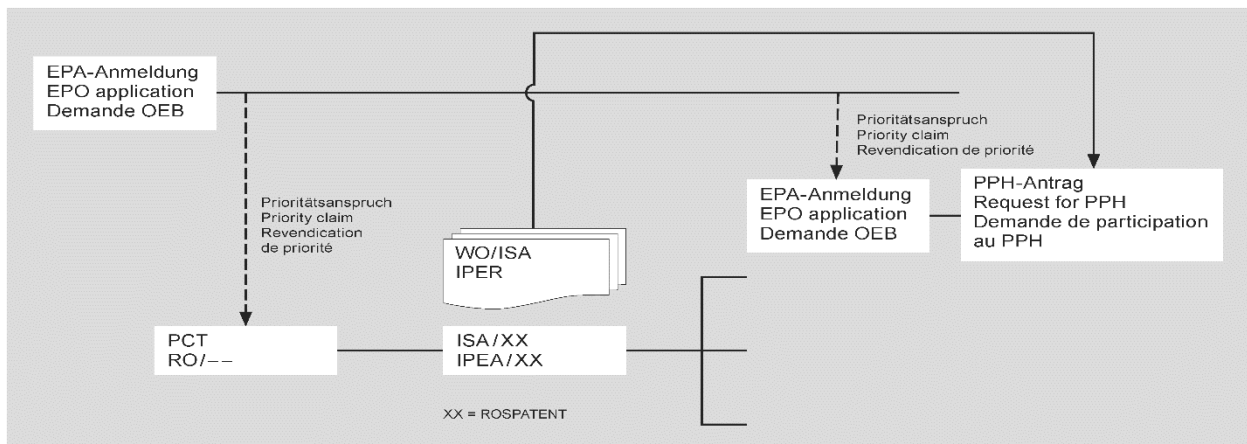 EPA-Anmeldung
EPO application
Demande OEB
Prioritätsanspruch
Priority claim
Revendication de priorité
EPA-Anmeldung
EPO application
Demande OEB
PPH-Antrag
Request for PPH
Demande de participation
au PPH
Prioritätsanspruch
Priority claim
Revendication
de priorité
WO/ISA
IPER
PCT
RO/––
ISA/XX
IPEA/XX
XX = ROSPATENT